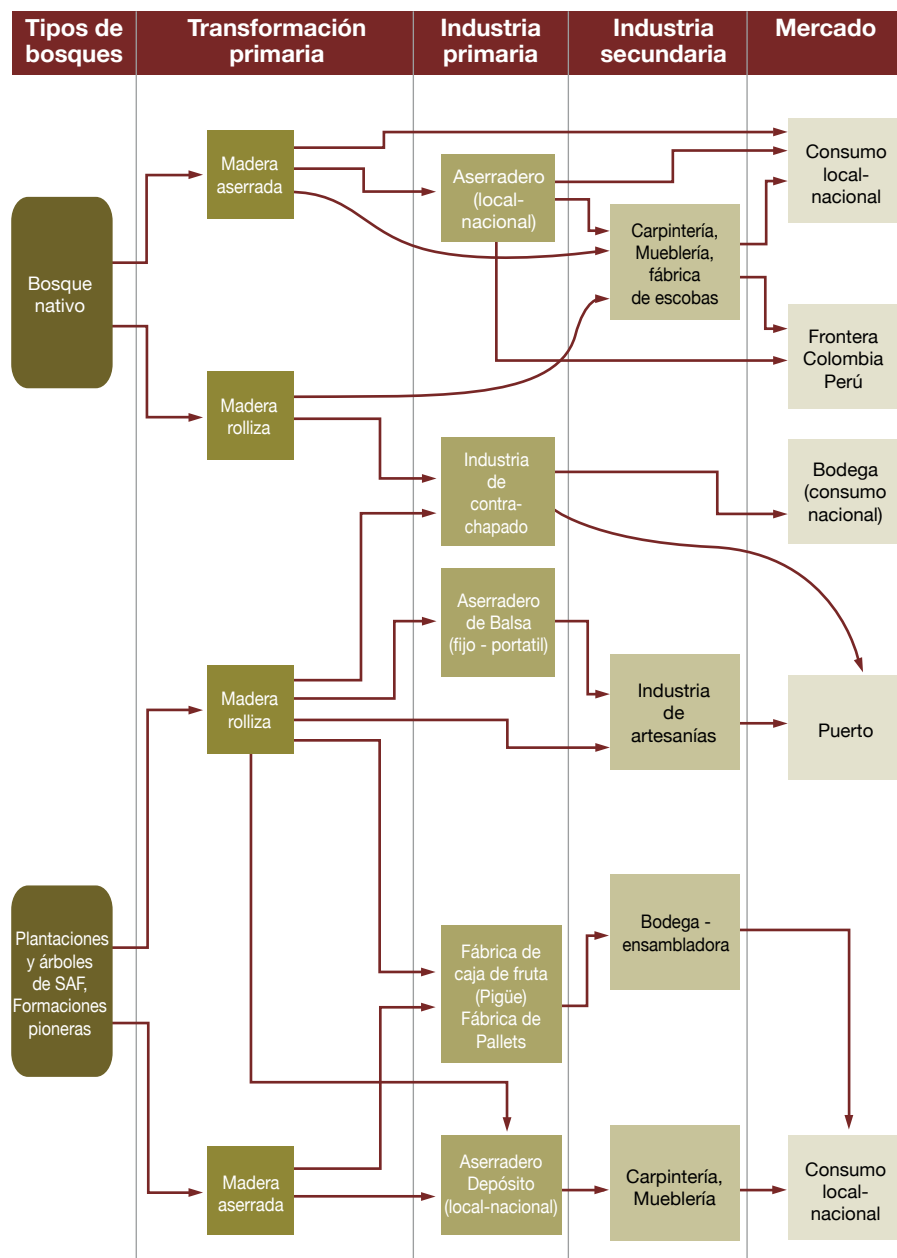 Tipos de
bosques
Transformación
primaria
Industria
primaria
Industria
secundaria
Mercado
Bosque
nativo
Madera
aserrada
Aserradero
(local-
nacional)
Carpintería,
Mueblería,
fábrica
de escobas
Consumo
local-
nacional
Frontera
Colombia
Perú
Madera
rolliza
Industria
de
contra-
chapado
Bodega
(consumo
nacional)
Plantaciones
y árboles
de SAF,
Formaciones
pioneras
Madera
rolliza
Aserradero
de Balsa
(fijo - portatil)
Industria
de
artesanías
Puerto
Fábrica de
caja de fruta
(Pigüe)
Fábrica de
Pallets
Bodega -
ensambladora
Madera
aserrada
Aserradero
Depósito
(local-nacional)
Carpintería,
Mueblería
Consumo
local-
nacional